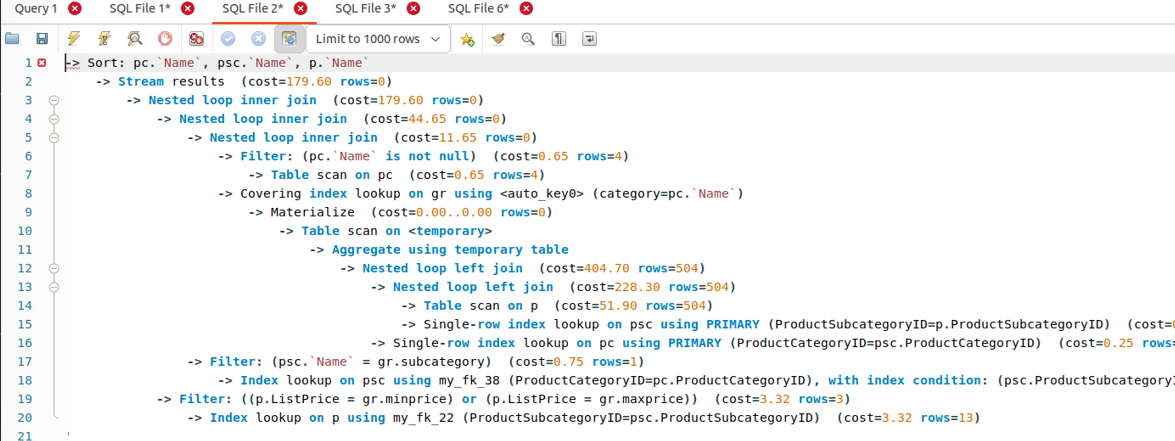 Query 1 SQL File 1* SQL File 2* SQL File 3* SQL File 6*
Limit to 1000 rows
1 -> Sort: pc.`Name`, psc.`Name`, p.`Name`
2 -> Stream results (cost=179.60 rows=0)
3 -> Nested loop inner join (cost=179.60 rows=0)
4 -> Nested loop inner join (cost=44.65 rows=0)
5 -> Nested loop inner join (cost=11.65 rows=0)
6 -> Filter: (pc.`Name` is not null) (cost=0.65 rows=4)
7 -> Table scan on pc (cost=0.65 rows=4)
8 -> Covering index lookup on gr using <auto_key0> (category=pc.`Name`)
9 -> Materialize (cost=0.00..0.00 rows=0)
10 -> Table scan on <temporary>
11 -> Aggregate using temporary table
12 -> Nested loop left join (cost=404.70 rows=504)
13 -> Nested loop left join (cost=228.30 rows=504)
14 -> Table scan on p (cost=51.90 rows=504)
15 -> Single-row index lookup on psc using PRIMARY (ProductSubcategoryID=p.ProductSubcategoryID) (cost=
16 -> Single-row index lookup on pc using PRIMARY (ProductCategoryID=psc.ProductCategoryID) (cost=0.25 rows=
17 -> Filter: (psc.`Name` = gr.subcategory) (cost=0.75 rows=1)
18 -> Index lookup on psc using my_fk_38 (ProductCategoryID=pc.ProductCategoryID), with index condition: (psc.ProductSubcategory
19 -> Filter: ((p.ListPrice = gr.minprice) or (p.ListPrice = gr.maxprice)) (cost=3.32 rows=3)
20 -> Index lookup on p using my_fk_22 (ProductSubcategoryID=psc.ProductSubcategoryID) (cost=3.32 rows=13)
21 '